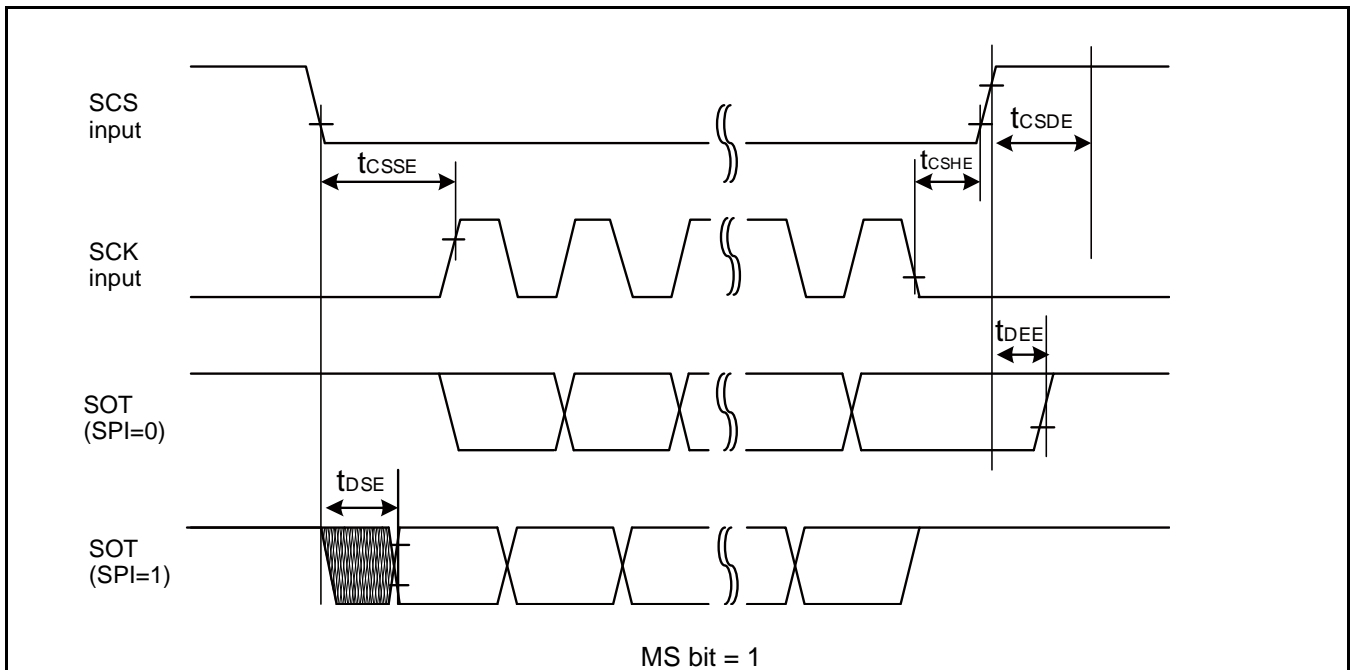 SCS
input
tCSDE
tCSSE
tCSHE
SCK
input
tDEE
SOT
(SPI=0)
tDSE
SOT
(SPI=1)
MS bit = 1